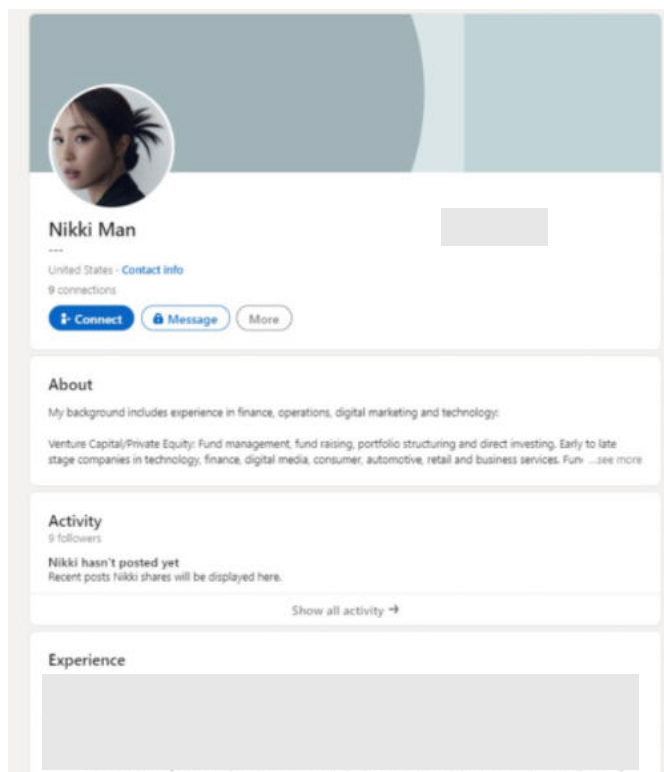 Nikki Man
---
United States · Contact info
9 connections
Connect
Message
More
About
My background includes experience in finance, operations, digital marketing and technology:
Venture Capital/Private Equity: Fund management, fund raising, portfolio structuring and direct investing. Early to late
stage companies in technology, finance, digital media, consumer, automotive, retail and business services. Fun ...see more
Activity
9 followers
Nikki hasn't posted yet
Recent posts Nikki shares will be displayed here.
Show all activity →
Experience